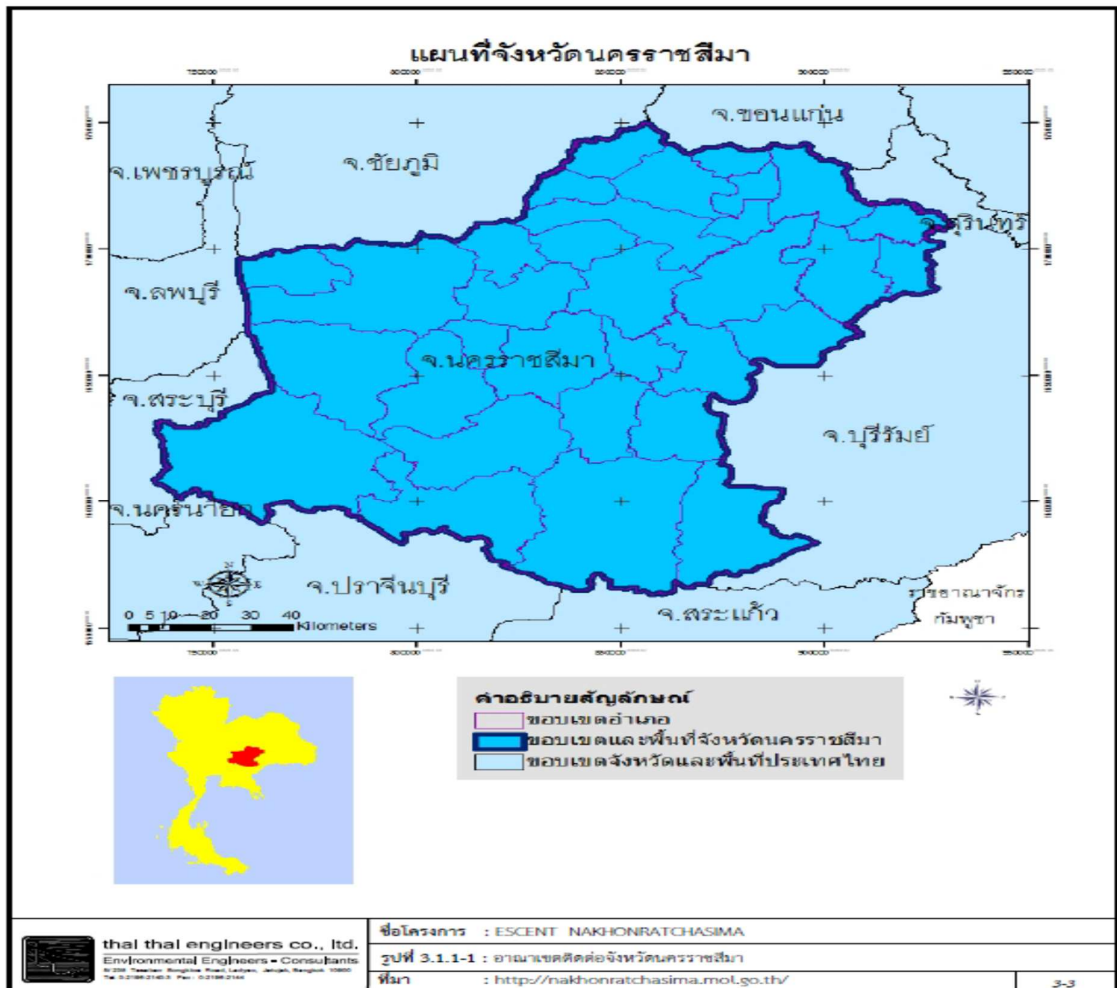 แผนที่จังหวัดนครราชสีมา
จ.ขอนแก่น
จ.ชัยภูมิ
จ.เพชรบูรณ์
จ.สุรินทร์
จ.ลพบุรี
จ.นครราชสีมา
จ.สระบุรี
จ.บุรีรัมย์
จ.นครนายก
จ.ปราจีนบุรี
จ.สระแก้ว
ราชอาณาจักร
กัมพูชา
N
0 5 10 20 30 40
Kilometers
คำอธิบายสัญลักษณ์
ขอบเขตอำเภอ
ขอบเขตและพื้นที่จังหวัดนครราชสีมา
ขอบเขตจังหวัดและพื้นที่ประเทศไทย
thai thai engineers co., ltd.
Environmental Engineers - Consultants
ชื่อโครงการ : ESCENT NAKHONRATCHASIMA
รูปที่ 3.1.1-1 : อาณาเขตติดต่อจังหวัดนครราชสีมา
ที่มา : http://nakhonratchasima.mol.go.th/
3-3